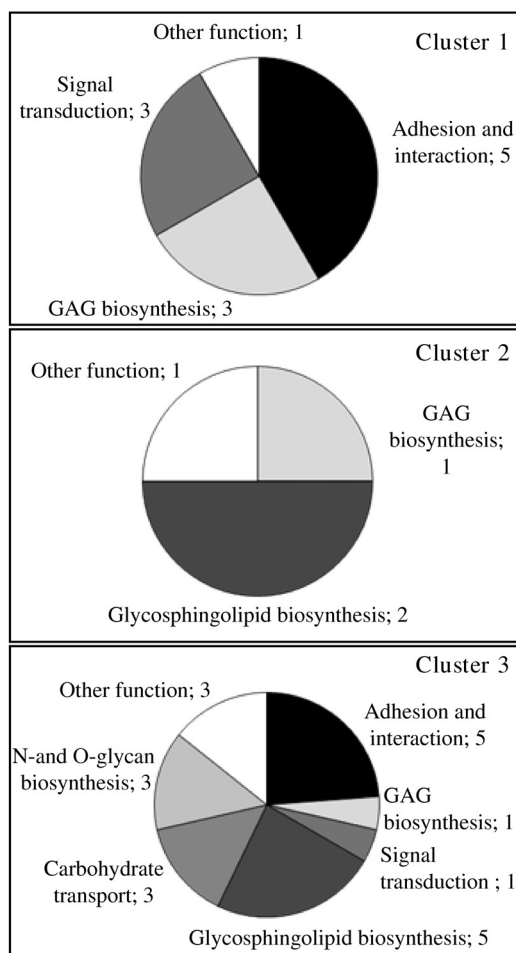 Cluster 1
Other function; 1
Signal
transduction; 3
Adhesion and
interaction; 5
GAG biosynthesis; 3
Cluster 2
Other function; 1
GAG
biosynthesis;
1
Glycosphingolipid biosynthesis; 2
Cluster 3
Other function; 3
Adhesion and
interaction; 5
N-and O-glycan
biosynthesis; 3
GAG
biosynthesis; 1
Signal
transduction ; 1
Carbohydrate
transport; 3
Glycosphingolipid biosynthesis; 5